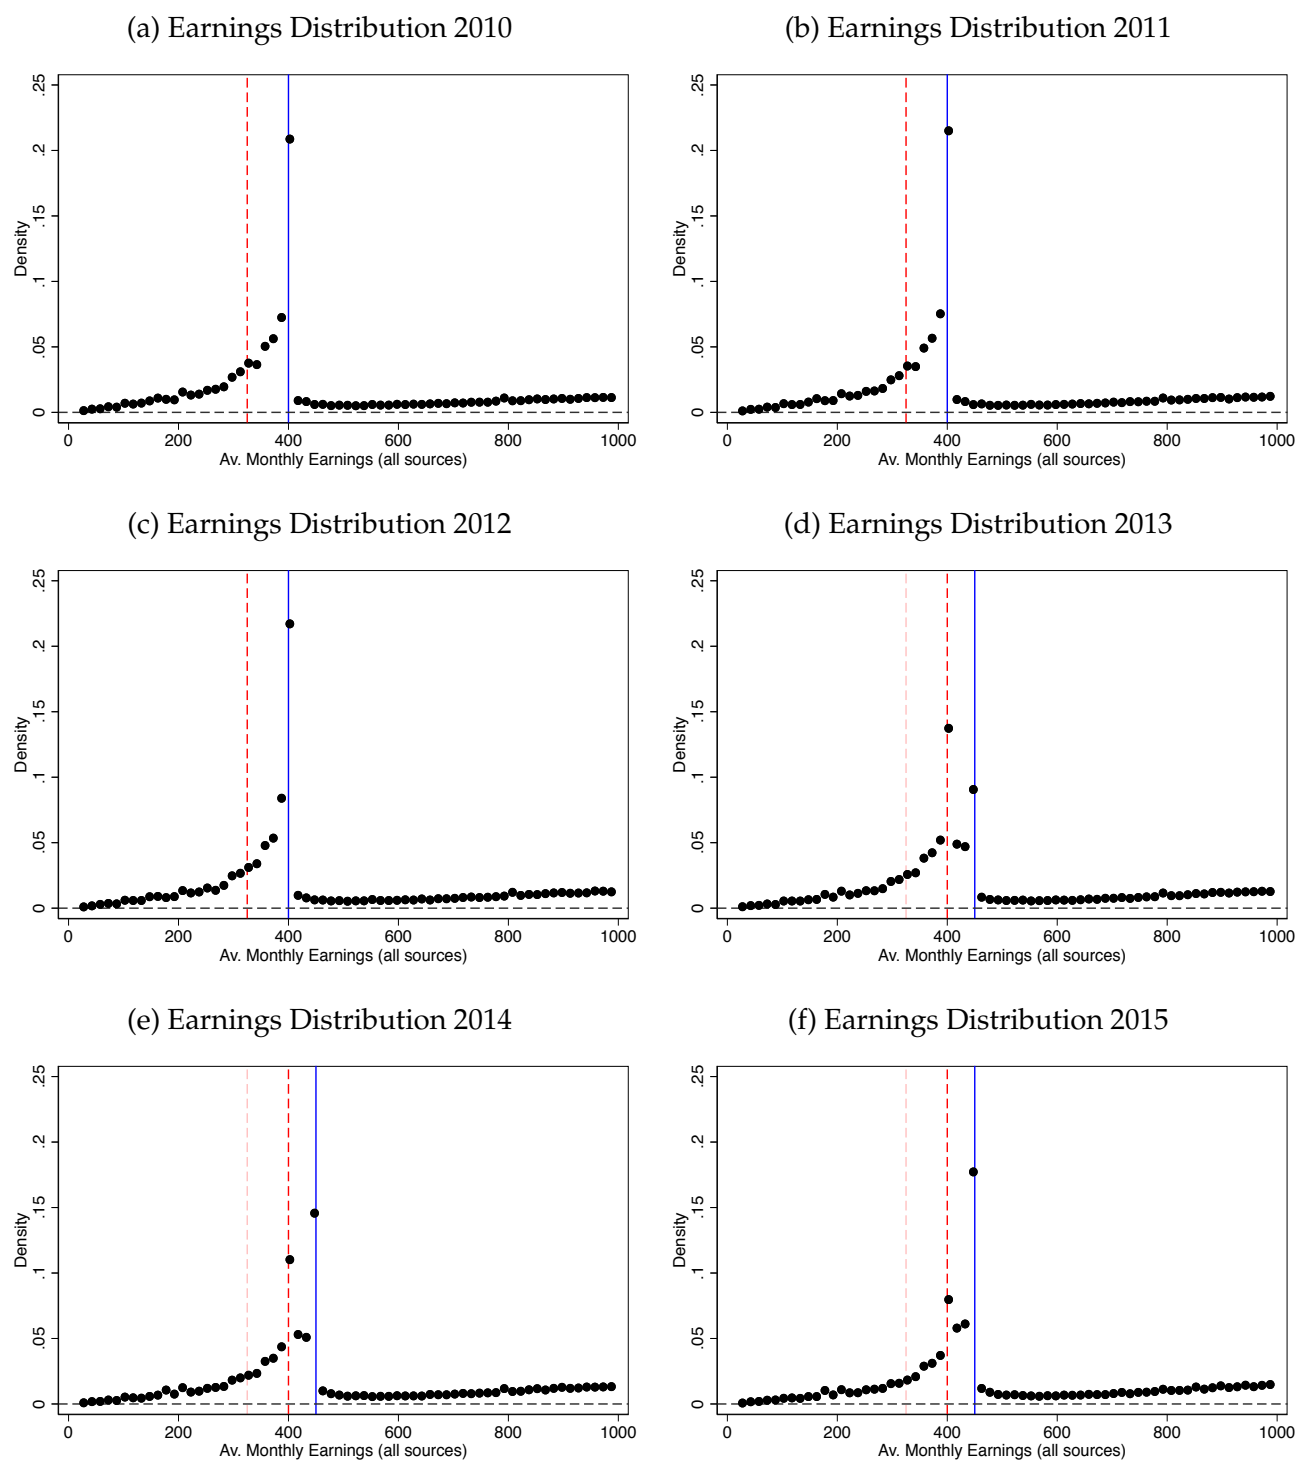 (a) Earnings Distribution 2010
Density
0 .05 .1 .15 .2 .25
0 200 400 600 800 1000
Av. Monthly Earnings (all sources)
(b) Earnings Distribution 2011
Density
0 .05 .1 .15 .2 .25
0 200 400 600 800 1000
Av. Monthly Earnings (all sources)
(c) Earnings Distribution 2012
Density
0 .05 .1 .15 .2 .25
0 200 400 600 800 1000
Av. Monthly Earnings (all sources)
(d) Earnings Distribution 2013
Density
0 .05 .1 .15 .2 .25
0 200 400 600 800 1000
Av. Monthly Earnings (all sources)
(e) Earnings Distribution 2014
Density
0 .05 .1 .15 .2 .25
0 200 400 600 800 1000
Av. Monthly Earnings (all sources)
(f) Earnings Distribution 2015
Density
0 .05 .1 .15 .2 .25
0 200 400 600 800 1000
Av. Monthly Earnings (all sources)